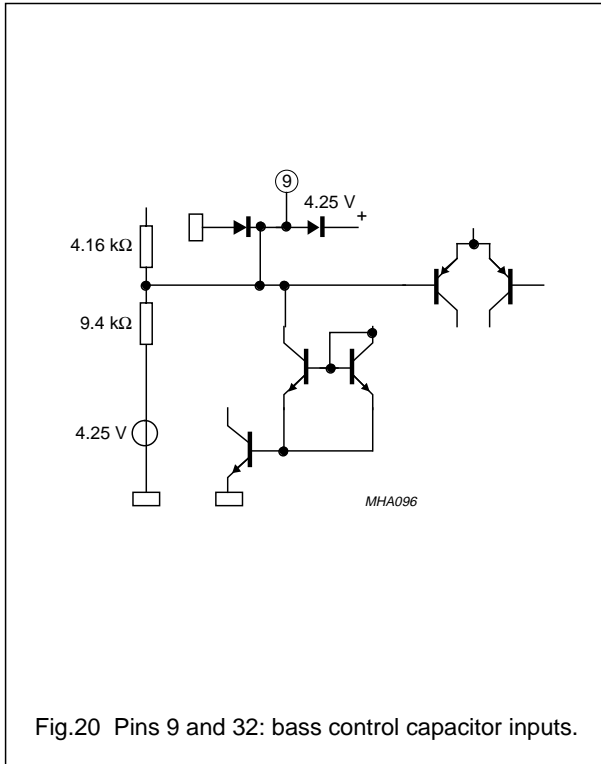 9
4.25 V
+
4.16 kΩ
9.4 kΩ
4.25 V
MHA096
Fig.20 Pins 9 and 32: bass control capacitor inputs.